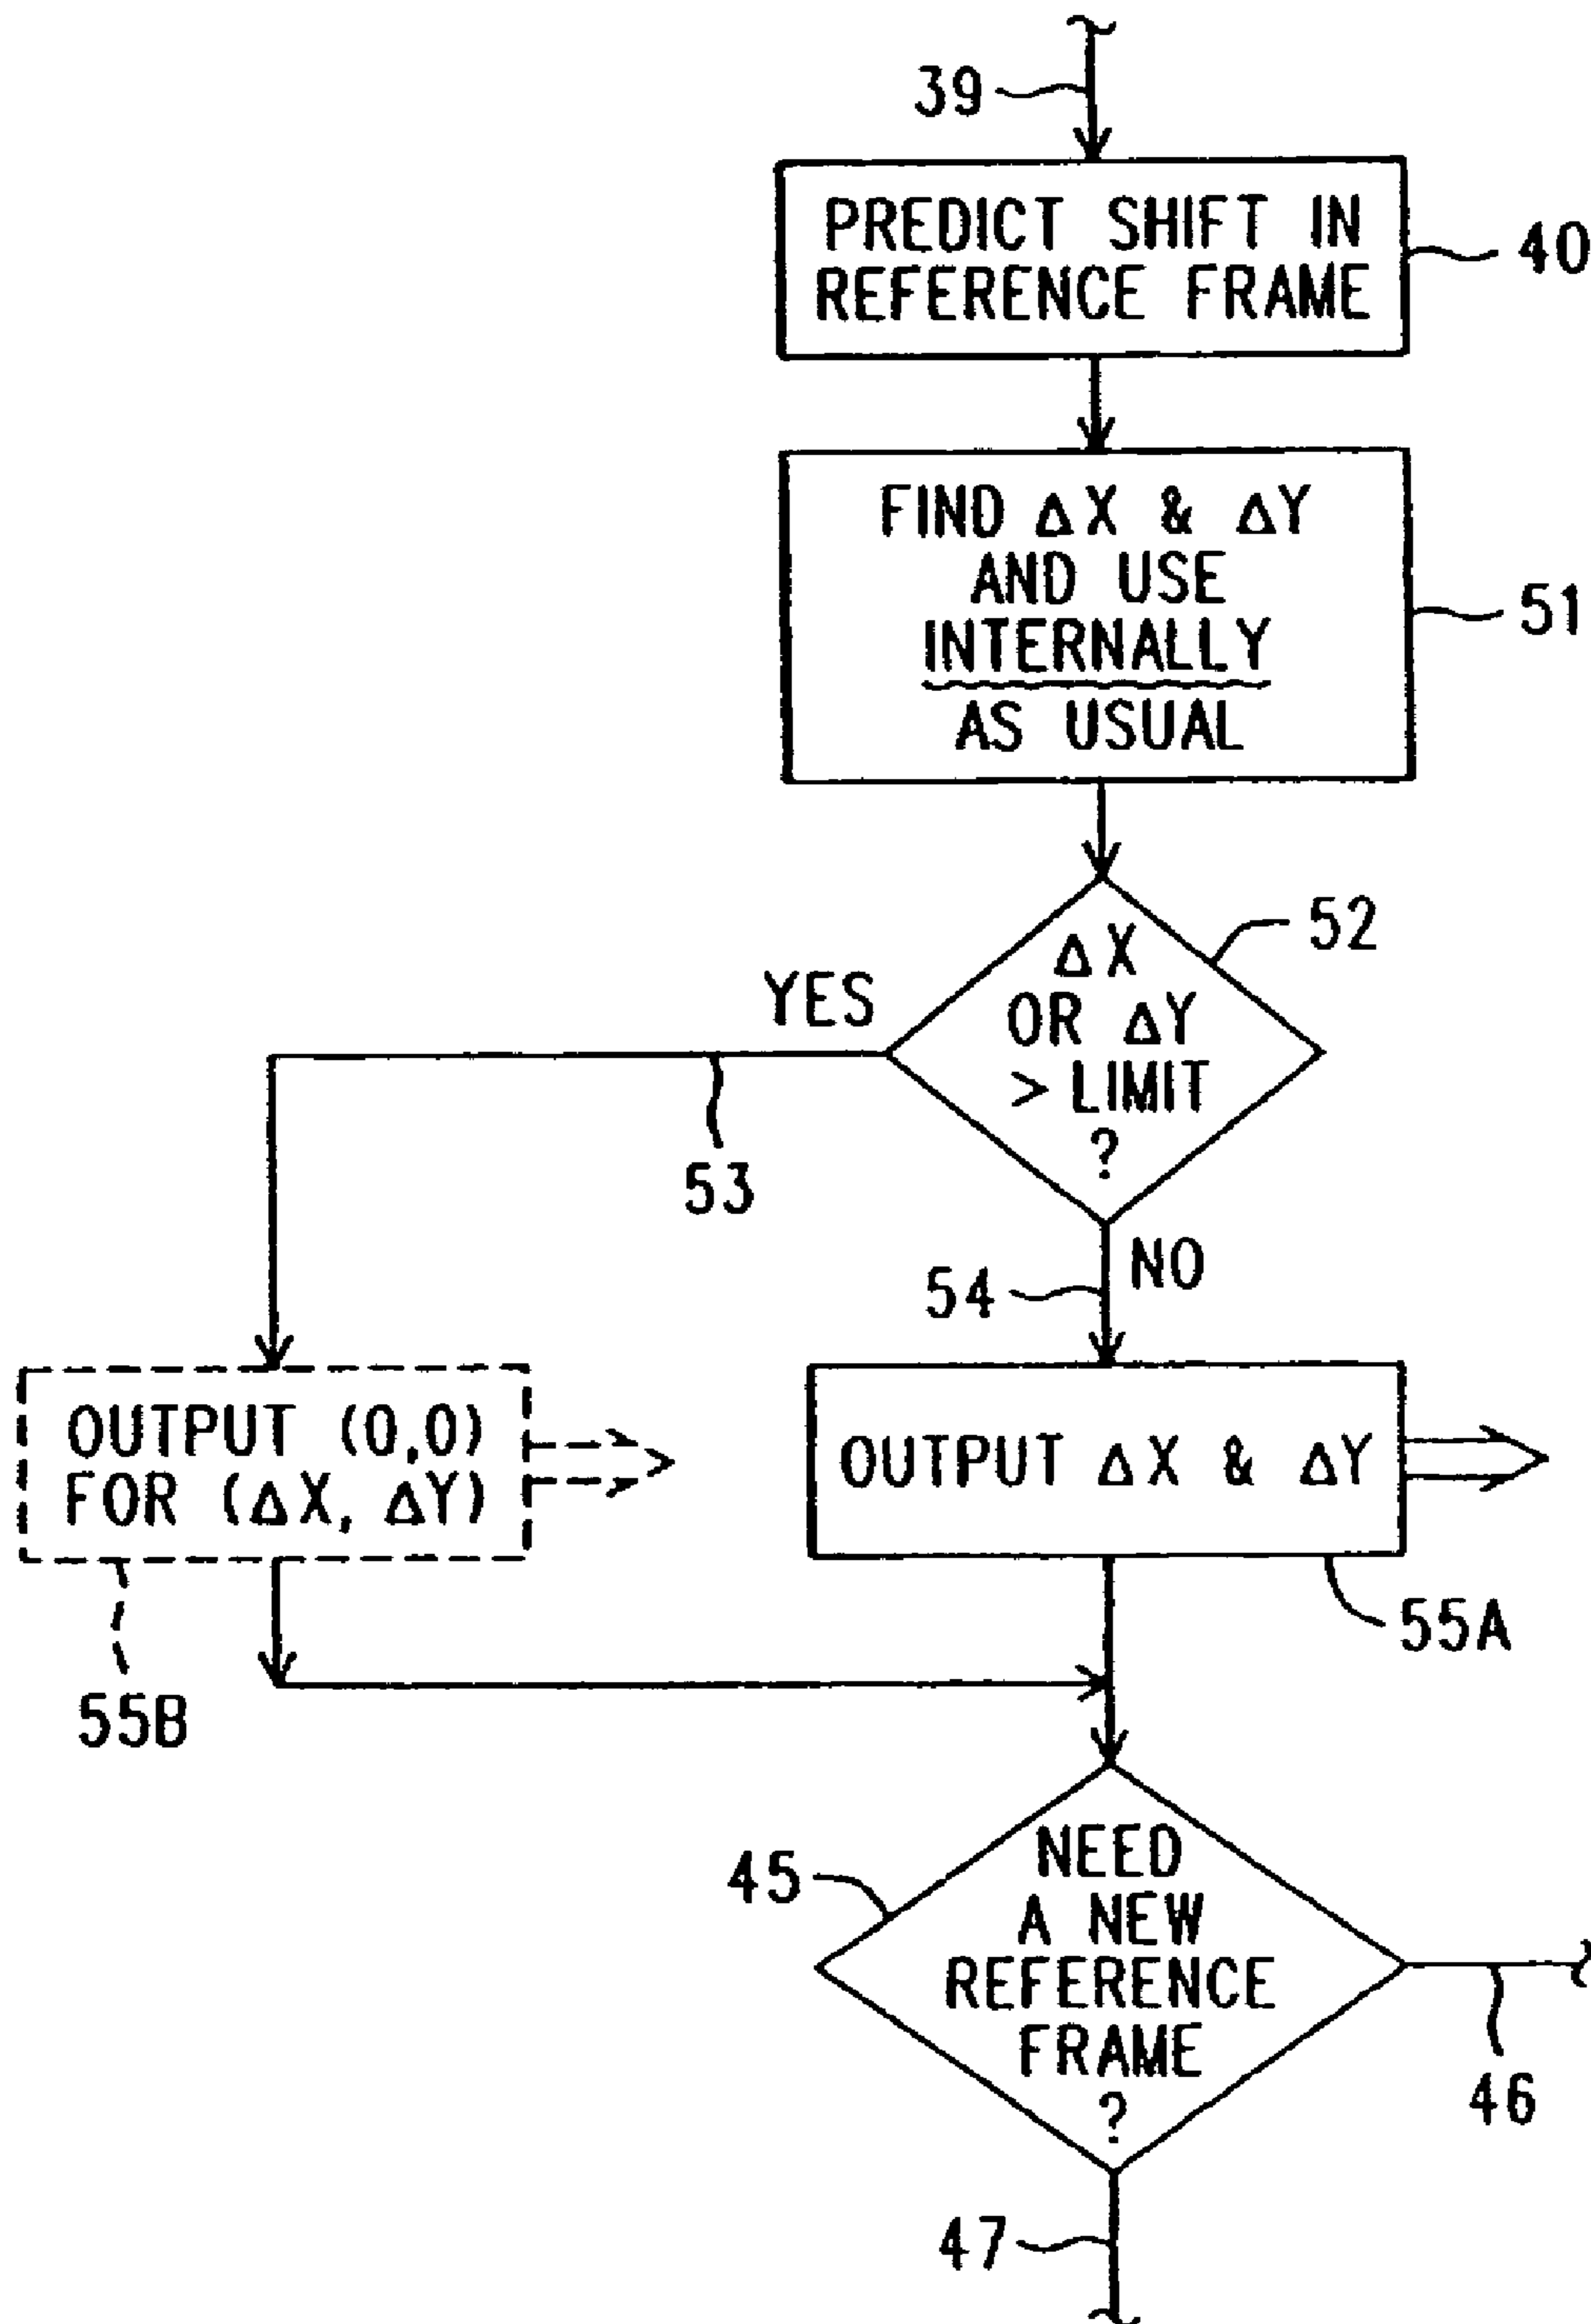 39
PREDICT SHIFT IN
REFERENCE FRAME
40
FIND ΔX & ΔY
AND USE
INTERNALLY
AS USUAL
51
52
ΔX
OR ΔY
> LIMIT
?
YES
53
54
NO
OUTPUT (0,0)
FOR (ΔX, ΔY)
OUTPUT ΔX & ΔY
55A
55B
45
NEED
A NEW
REFERENCE
FRAME
?
46
47